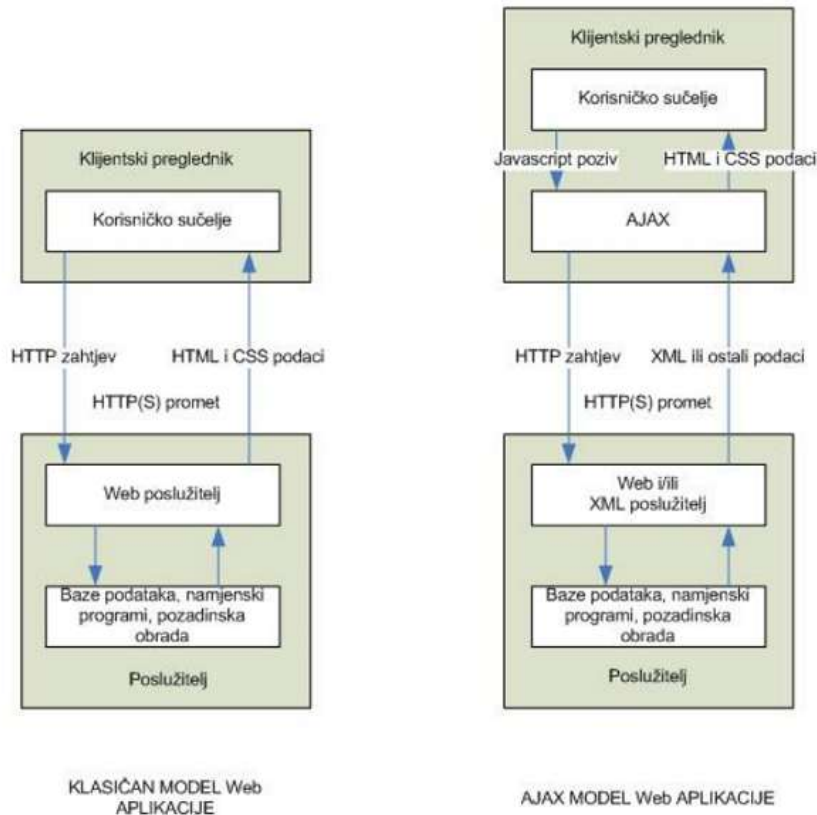 Klijentski preglednik
Korisničko sučelje
HTTP zahtjev
HTML i CSS podaci
HTTP(S) promet
Web poslužitelj
Baze podataka, namjenski
programi, pozadinska
obrada
Poslužitelj
KLASIČAN MODEL Web
APLIKACIJE
Klijentski preglednik
Korisničko sučelje
Javascript poziv
HTML i CSS podaci
AJAX
HTTP zahtjev
XML ili ostali podaci
HTTP(S) promet
Web i/ili
XML poslužitelj
Baze podataka, namjenski
programi, pozadinska
obrada
Poslužitelj
AJAX MODEL Web APLIKACIJE